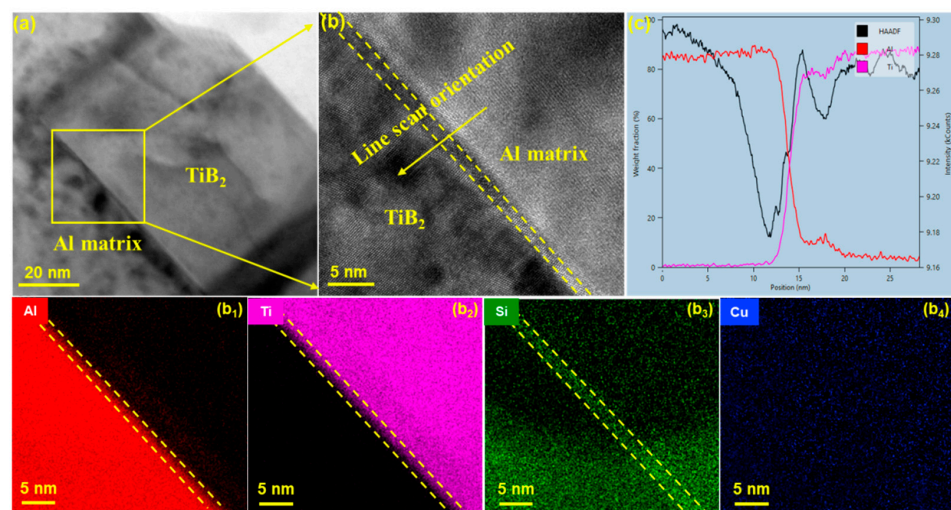 (a)
TiB₂
Al matrix
20 nm
(b)
Line scan orientation
Al matrix
TiB₂
5 nm
(c)
100
80
60
40
20
0
Weight fraction (%)
0 5 10 15 20 25
Position (nm)
9.30
9.28
9.26
9.24
9.22
9.20
9.18
9.16
Intensity (kCounts)
HAADF
Al
Ti
Al
(b₁)
5 nm
Ti
(b₂)
5 nm
Si
(b₃)
5 nm
Cu
(b₄)
5 nm